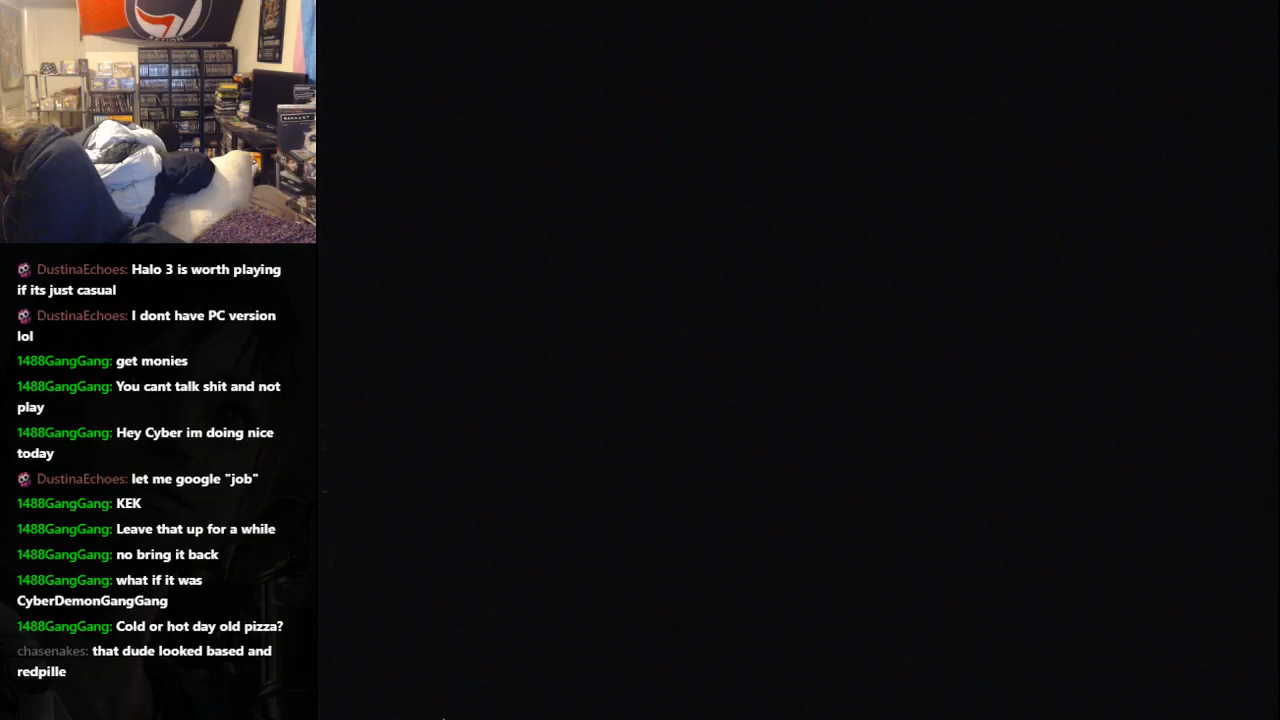 ACTION
DustinaEchoes: Halo 3 is worth playing
if its just casual
DustinaEchoes: I dont have PC version
lol
1488GangGang: get monies
1488GangGang: You cant talk shit and not
play
1488GangGang: Hey Cyber im doing nice
today
DustinaEchoes: let me google "job"
1488GangGang: KEK
1488GangGang: Leave that up for a while
1488GangGang: no bring it back
1488GangGang: what if it was
CyberDemonGangGang
1488GangGang: Cold or hot day old pizza?
chasenakes: that dude looked based and
redpille